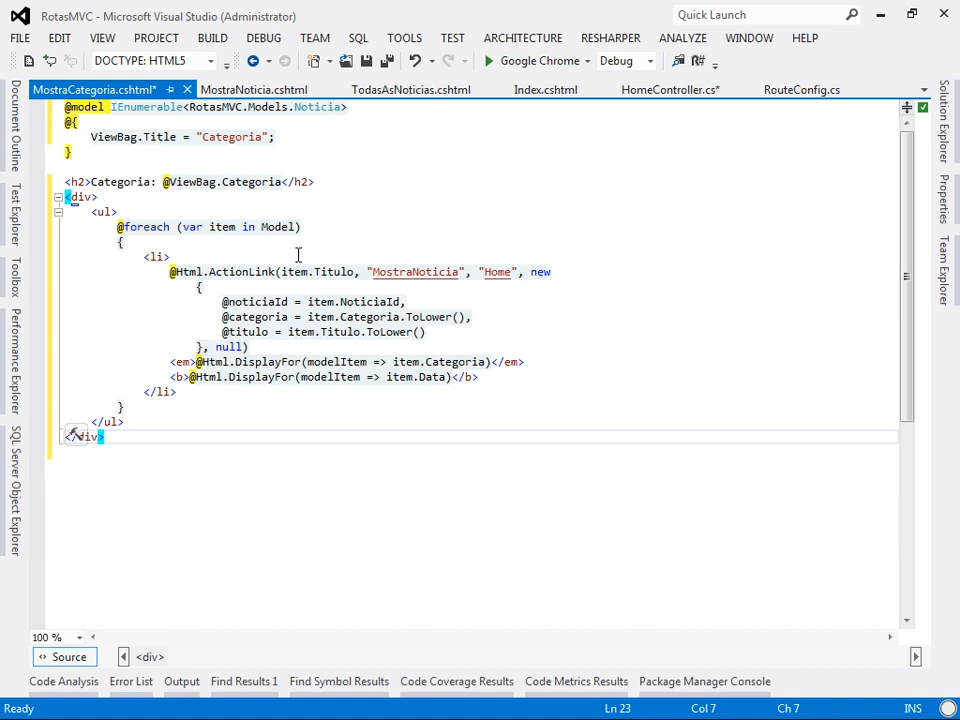 RotasMVC - Microsoft Visual Studio (Administrator)
Quick Launch
FILE EDIT VIEW PROJECT BUILD DEBUG TEAM SQL TOOLS TEST ARCHITECTURE RESHARPER ANALYZE WINDOW HELP
DOCTYPE: HTML5 Google Chrome Debug R#
MostraCategoria.cshtml* MostraNoticia.cshtml TodasAsNoticias.cshtml Index.cshtml HomeController.cs* RouteConfig.cs
Document Outline
Test Explorer
Toolbox
Performance Explorer
SQL Server Object Explorer
@model IEnumerable<RotasMVC.Models.Noticia>
@{
ViewBag.Title = "Categoria";
}
<h2>Categoria: @ViewBag.Categoria</h2>
<div>
<ul>
@foreach (var item in Model)
{
<li>
@Html.ActionLink(item.Titulo, "MostraNoticia", "Home", new
{
@noticiaId = item.NoticiaId,
@categoria = item.Categoria.ToLower(),
@titulo = item.Titulo.ToLower()
}, null)
<em>@Html.DisplayFor(modelItem => item.Categoria)</em>
<b>@Html.DisplayFor(modelItem => item.Data)</b>
</li>
}
</ul>
</div>
Solution Explorer
Properties
Team Explorer
100 %
Source <div>
Code Analysis Error List Output Find Results 1 Find Symbol Results Code Coverage Results Code Metrics Results Package Manager Console
Ready Ln 23 Col 7 Ch 7 INS